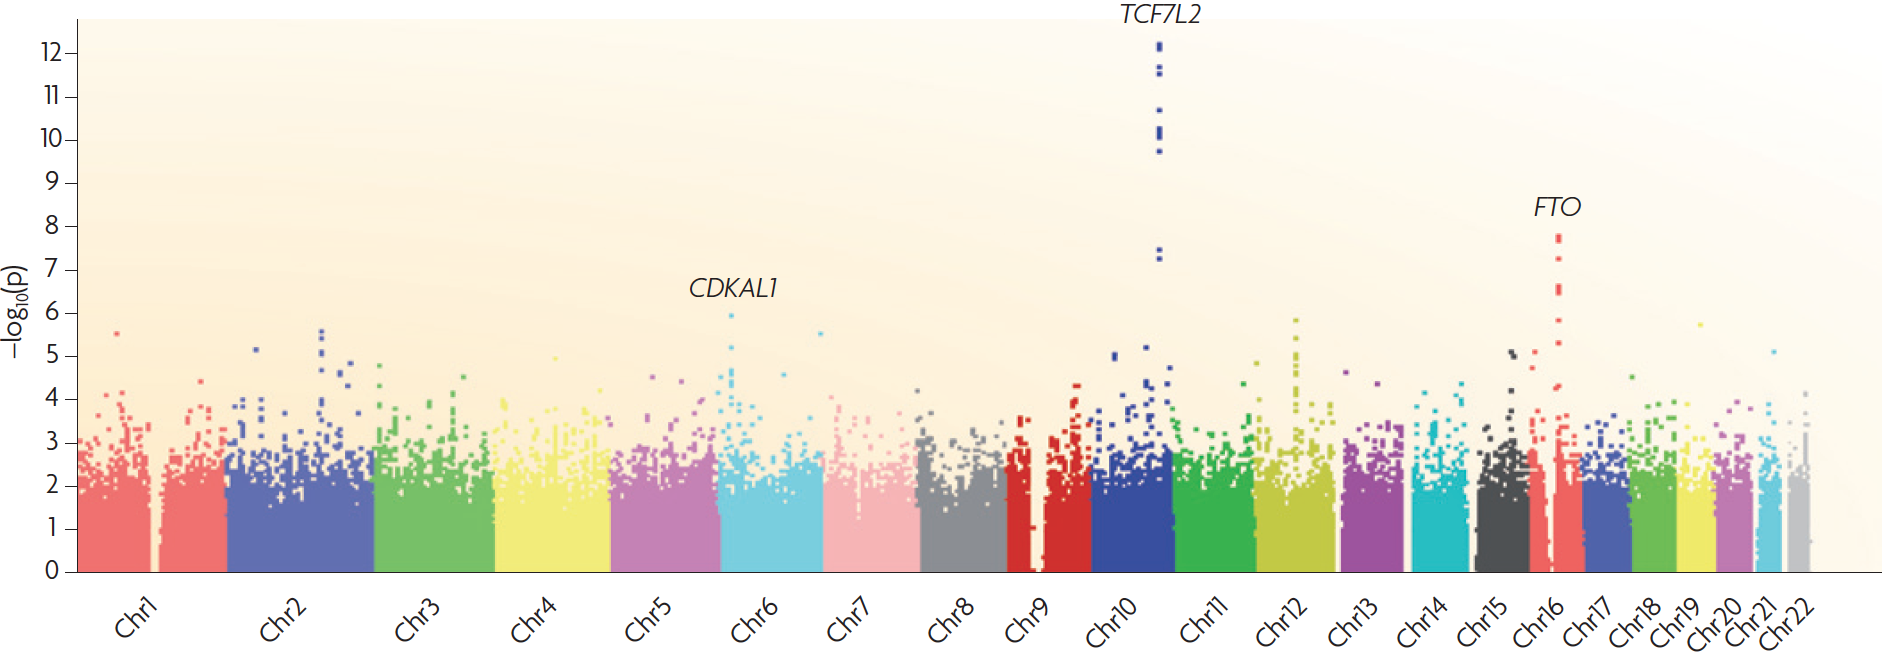 TCF7L2
FTO
CDKAL1
–log10(p)
12
11
10
9
8
7
6
5
4
3
2
1
0
Chr1
Chr2
Chr3
Chr4
Chr5
Chr6
Chr7
Chr8
Chr9
Chr10
Chr11
Chr12
Chr13
Chr14
Chr15
Chr16
Chr17
Chr18
Chr19
Chr20
Chr21
Chr22